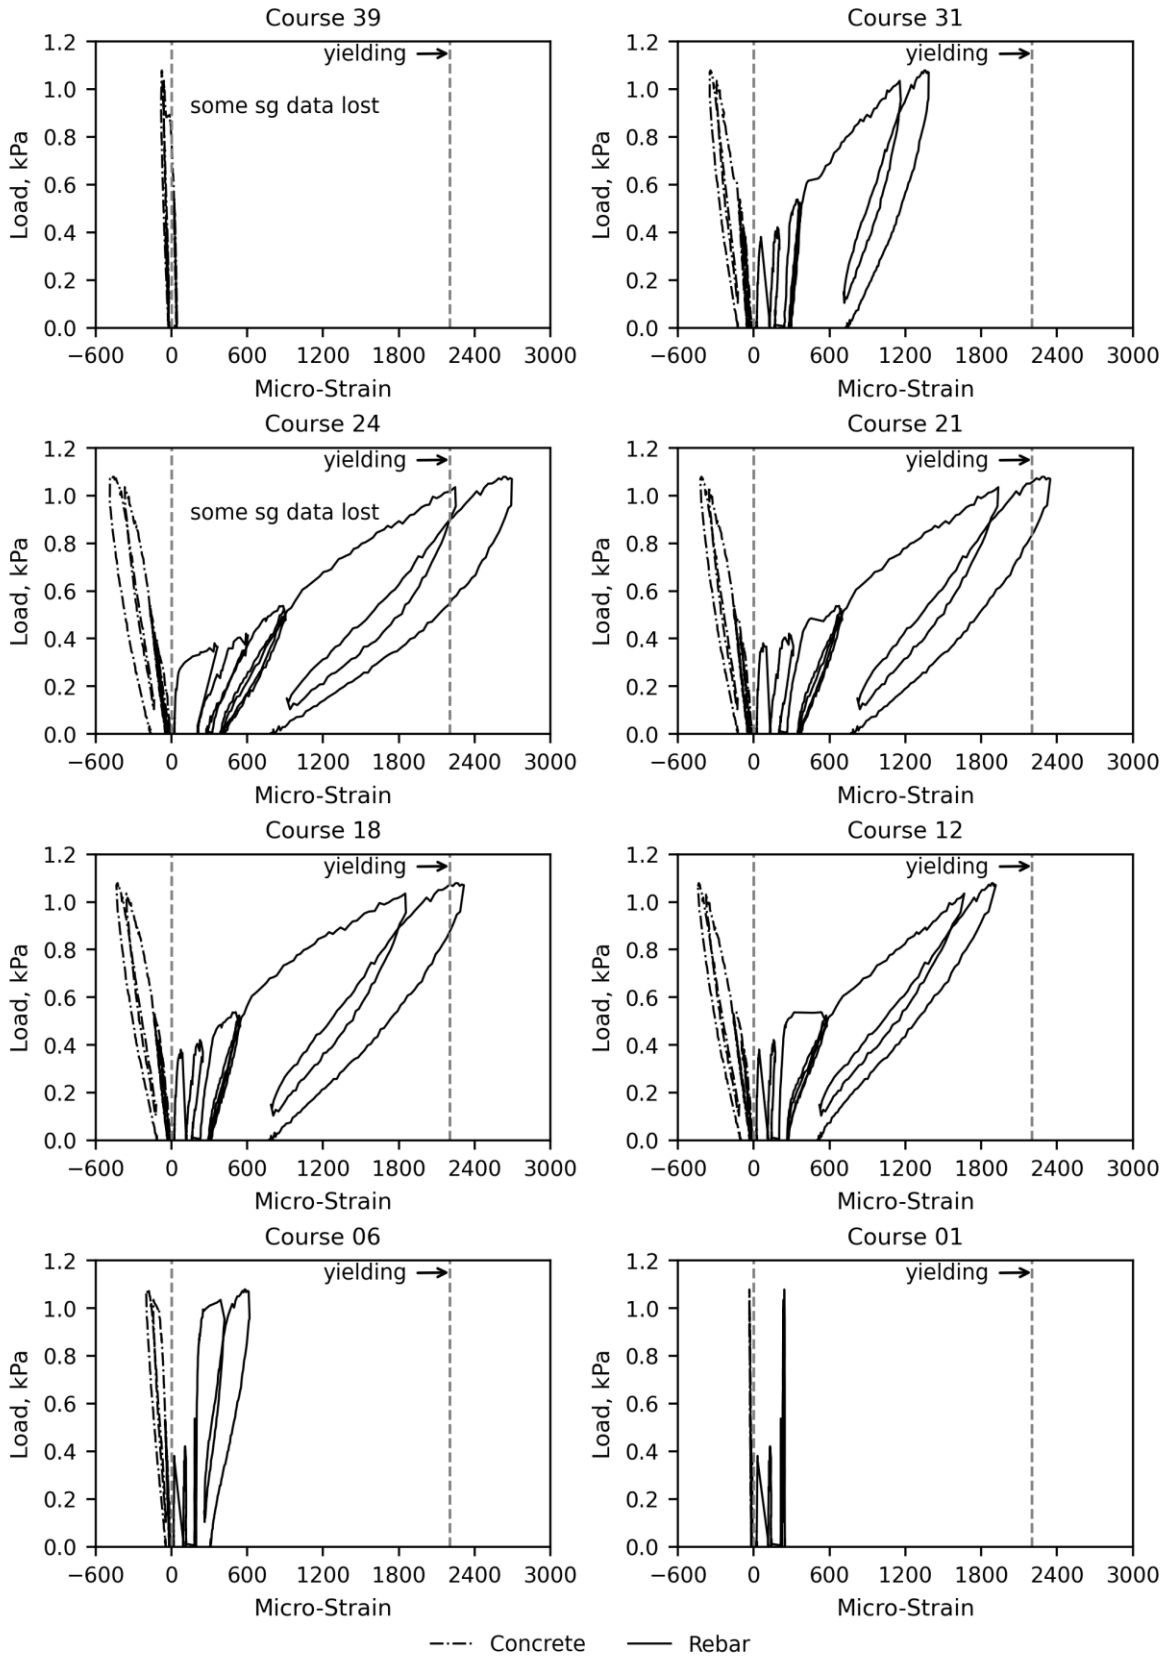 Course 39
Course 31
1.2
1.0
0.8
0.6
0.4
0.2
0.0
Load, kPa
yielding
some sg data lost
−600 0 600 1200 1800 2400 3000
Micro-Strain
1.2
1.0
0.8
0.6
0.4
0.2
0.0
Load, kPa
yielding
−600 0 600 1200 1800 2400 3000
Micro-Strain
Course 24
Course 21
1.2
1.0
0.8
0.6
0.4
0.2
0.0
Load, kPa
yielding
some sg data lost
−600 0 600 1200 1800 2400 3000
Micro-Strain
1.2
1.0
0.8
0.6
0.4
0.2
0.0
Load, kPa
yielding
−600 0 600 1200 1800 2400 3000
Micro-Strain
Course 18
Course 12
1.2
1.0
0.8
0.6
0.4
0.2
0.0
Load, kPa
yielding
−600 0 600 1200 1800 2400 3000
Micro-Strain
1.2
1.0
0.8
0.6
0.4
0.2
0.0
Load, kPa
yielding
−600 0 600 1200 1800 2400 3000
Micro-Strain
Course 06
Course 01
1.2
1.0
0.8
0.6
0.4
0.2
0.0
Load, kPa
yielding
−600 0 600 1200 1800 2400 3000
Micro-Strain
1.2
1.0
0.8
0.6
0.4
0.2
0.0
Load, kPa
yielding
−600 0 600 1200 1800 2400 3000
Micro-Strain
Concrete Rebar